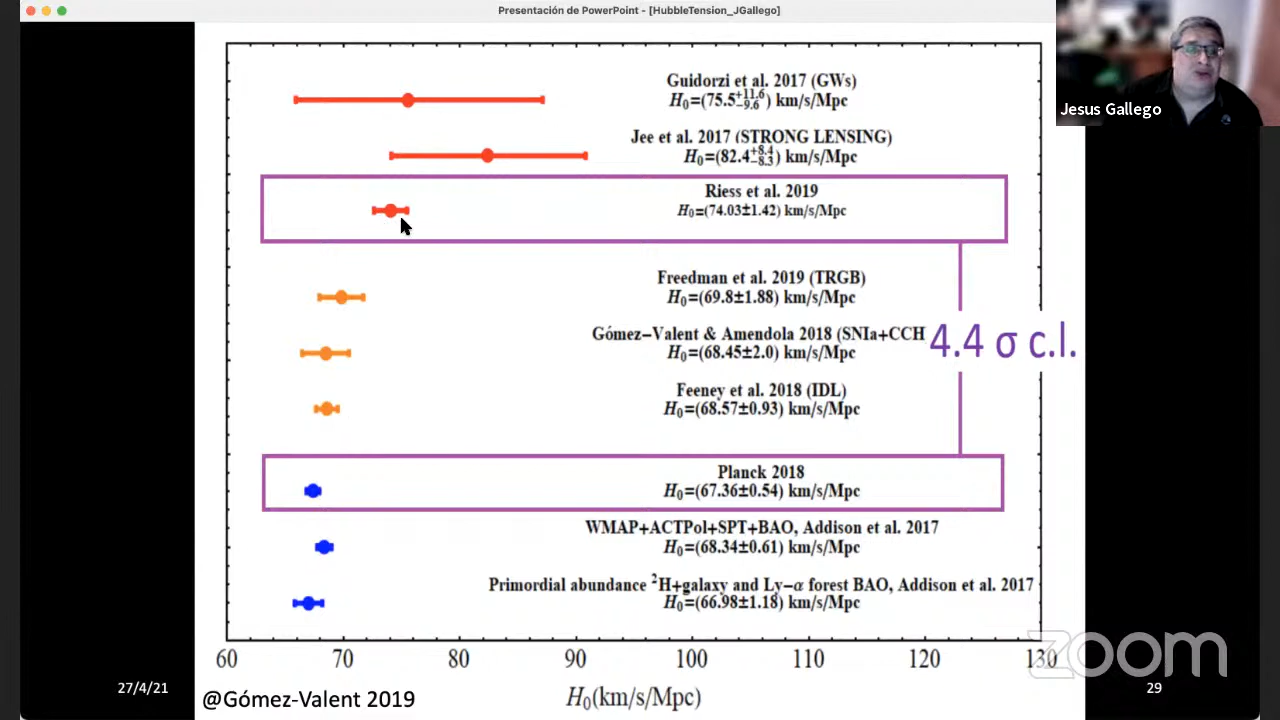 Presentación de PowerPoint - [HubbleTension_JGallego]
Jesus Gallego
Guidorzi et al. 2017 (GWs)
H₀=(75.5+11.6−9.6) km/s/Mpc
Jee et al. 2017 (STRONG LENSING)
H₀=(82.4+8.4−8.3) km/s/Mpc
Riess et al. 2019
H₀=(74.03±1.42) km/s/Mpc
Freedman et al. 2019 (TRGB)
H₀=(69.8±1.88) km/s/Mpc
Gómez−Valent & Amendola 2018 (SNIa+CCH
H₀=(68.45±2.0) km/s/Mpc
4.4 σ c.l.
Feeney et al. 2018 (IDL)
H₀=(68.57±0.93) km/s/Mpc
Planck 2018
H₀=(67.36±0.54) km/s/Mpc
WMAP+ACTPol+SPT+BAO, Addison et al. 2017
H₀=(68.34±0.61) km/s/Mpc
Primordial abundance ²H+galaxy and Ly−α forest BAO, Addison et al. 2017
H₀=(66.98±1.18) km/s/Mpc
60 70 80 90 100 110 120 130
H₀(km/s/Mpc)
27/4/21
@Gómez-Valent 2019
29
zoom